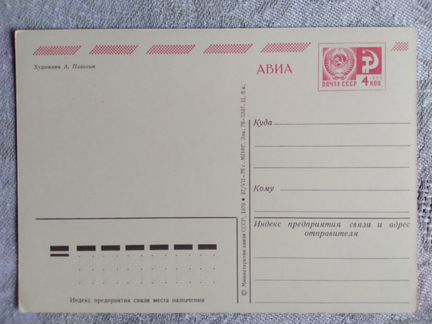 Художник А. Плаксин
АВИА
ПОЧТА СССР
4
КОП
Куда
Кому
Индекс предприятия связи и адрес
отправителя
Индекс предприятия связи места назначения
© Министерство связи СССР, 1978